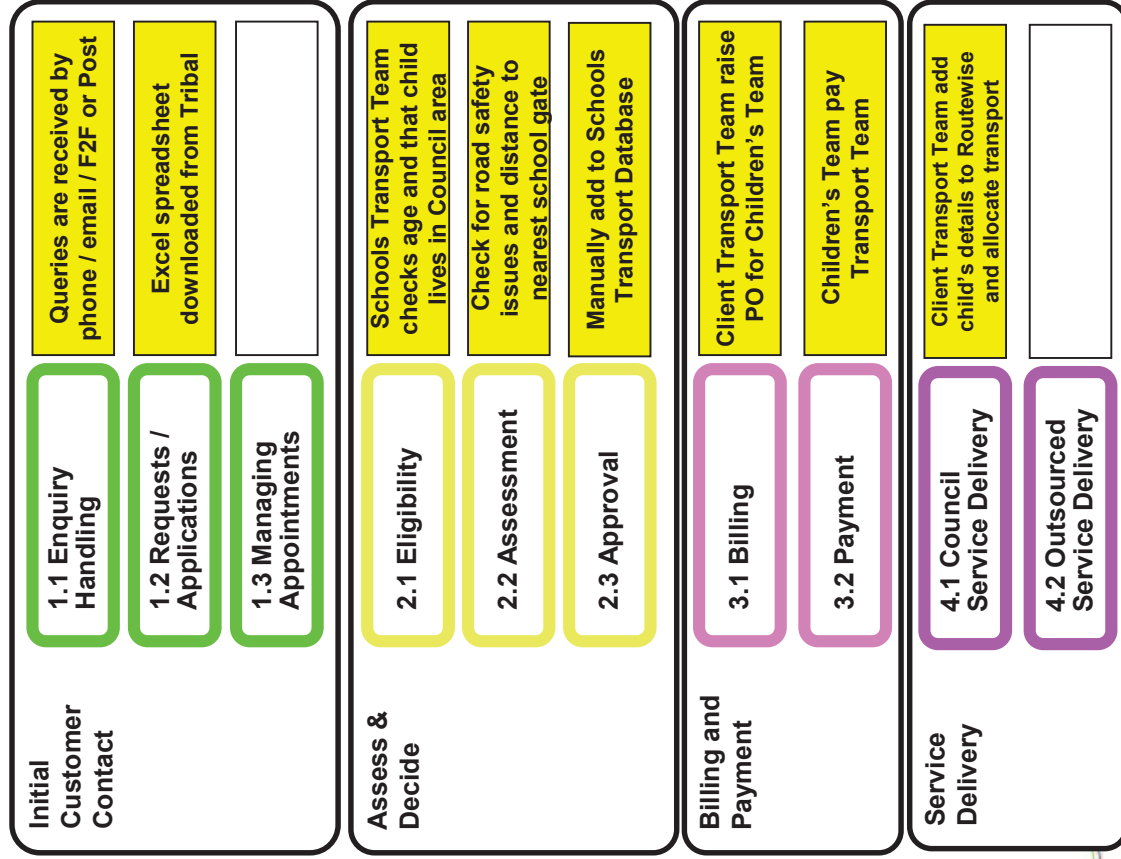 Initial
Customer
Contact
1.1 Enquiry
Handling
Queries are received by
phone / email / F2F or Post
1.2 Requests /
Applications
Excel spreadsheet
downloaded from Tribal
1.3 Managing
Appointments
Assess &
Decide
2.1 Eligibility
Schools Transport Team
checks age and that child
lives in Council area
2.2 Assessment
Check for road safety
issues and distance to
nearest school gate
2.3 Approval
Manually add to Schools
Transport Database
Billing and
Payment
3.1 Billing
Client Transport Team raise
PO for Children's Team
3.2 Payment
Children's Team pay
Transport Team
Service
Delivery
4.1 Council
Service Delivery
Client Transport Team add
child's details to Routewise
and allocate transport
4.2 Outsourced
Service Delivery